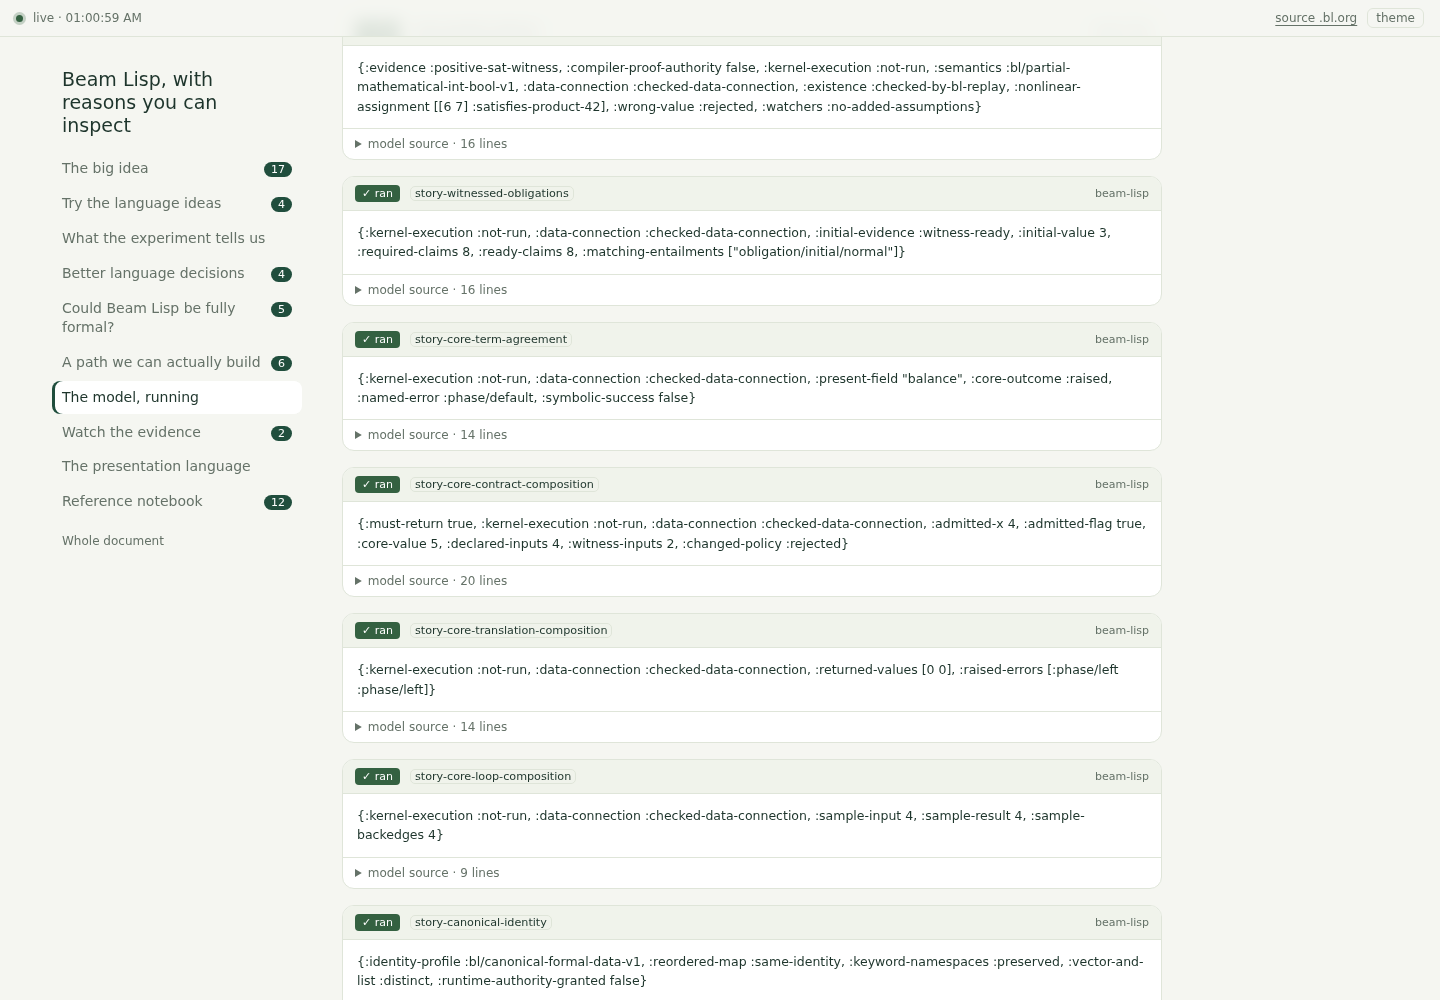 live · 01:00:59 AM
source .bl.org
theme
Beam Lisp, with
reasons you can
inspect
The big idea 17
Try the language ideas 4
What the experiment tells us
Better language decisions 4
Could Beam Lisp be fully
formal? 5
A path we can actually build 6
The model, running
Watch the evidence 2
The presentation language
Reference notebook 12
Whole document
{:evidence :positive-sat-witness, :compiler-proof-authority false, :kernel-execution :not-run, :semantics :bl/partial-
mathematical-int-bool-v1, :data-connection :checked-data-connection, :existence :checked-by-bl-replay, :nonlinear-
assignment [[6 7] :satisfies-product-42], :wrong-value :rejected, :watchers :no-added-assumptions}
▶ model source · 16 lines
✓ ran story-witnessed-obligations beam-lisp
{:kernel-execution :not-run, :data-connection :checked-data-connection, :initial-evidence :witness-ready, :initial-value 3,
:required-claims 8, :ready-claims 8, :matching-entailments ["obligation/initial/normal"]}
▶ model source · 16 lines
✓ ran story-core-term-agreement beam-lisp
{:kernel-execution :not-run, :data-connection :checked-data-connection, :present-field "balance", :core-outcome :raised,
:named-error :phase/default, :symbolic-success false}
▶ model source · 14 lines
✓ ran story-core-contract-composition beam-lisp
{:must-return true, :kernel-execution :not-run, :data-connection :checked-data-connection, :admitted-x 4, :admitted-flag true,
:core-value 5, :declared-inputs 4, :witness-inputs 2, :changed-policy :rejected}
▶ model source · 20 lines
✓ ran story-core-translation-composition beam-lisp
{:kernel-execution :not-run, :data-connection :checked-data-connection, :returned-values [0 0], :raised-errors [:phase/left
:phase/left]}
▶ model source · 14 lines
✓ ran story-core-loop-composition beam-lisp
{:kernel-execution :not-run, :data-connection :checked-data-connection, :sample-input 4, :sample-result 4, :sample-
backedges 4}
▶ model source · 9 lines
✓ ran story-canonical-identity beam-lisp
{:identity-profile :bl/canonical-formal-data-v1, :reordered-map :same-identity, :keyword-namespaces :preserved, :vector-and-
list :distinct, :runtime-authority-granted false}